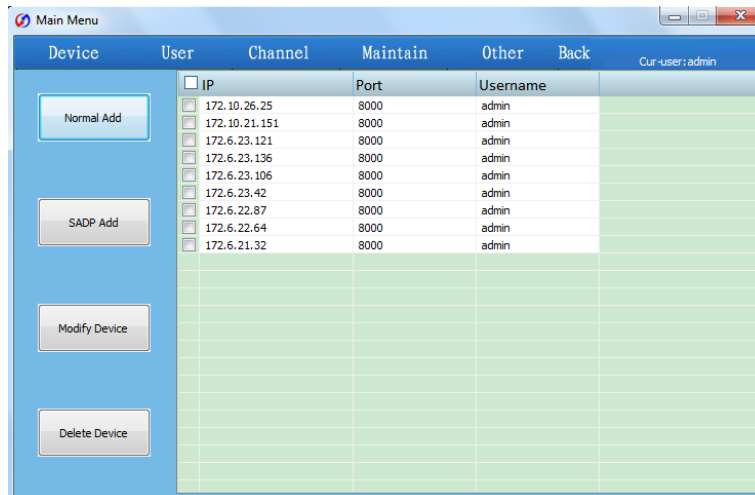 Main Menu
Device User Channel Maintain Other Back Cur-user:admin
IP Port Username
Normal Add
172.10.26.25 8000 admin
172.10.21.151 8000 admin
172.6.23.121 8000 admin
172.6.23.136 8000 admin
172.6.23.106 8000 admin
172.6.23.42 8000 admin
SADP Add
172.6.22.87 8000 admin
172.6.22.64 8000 admin
172.6.21.32 8000 admin
Modify Device
Delete Device